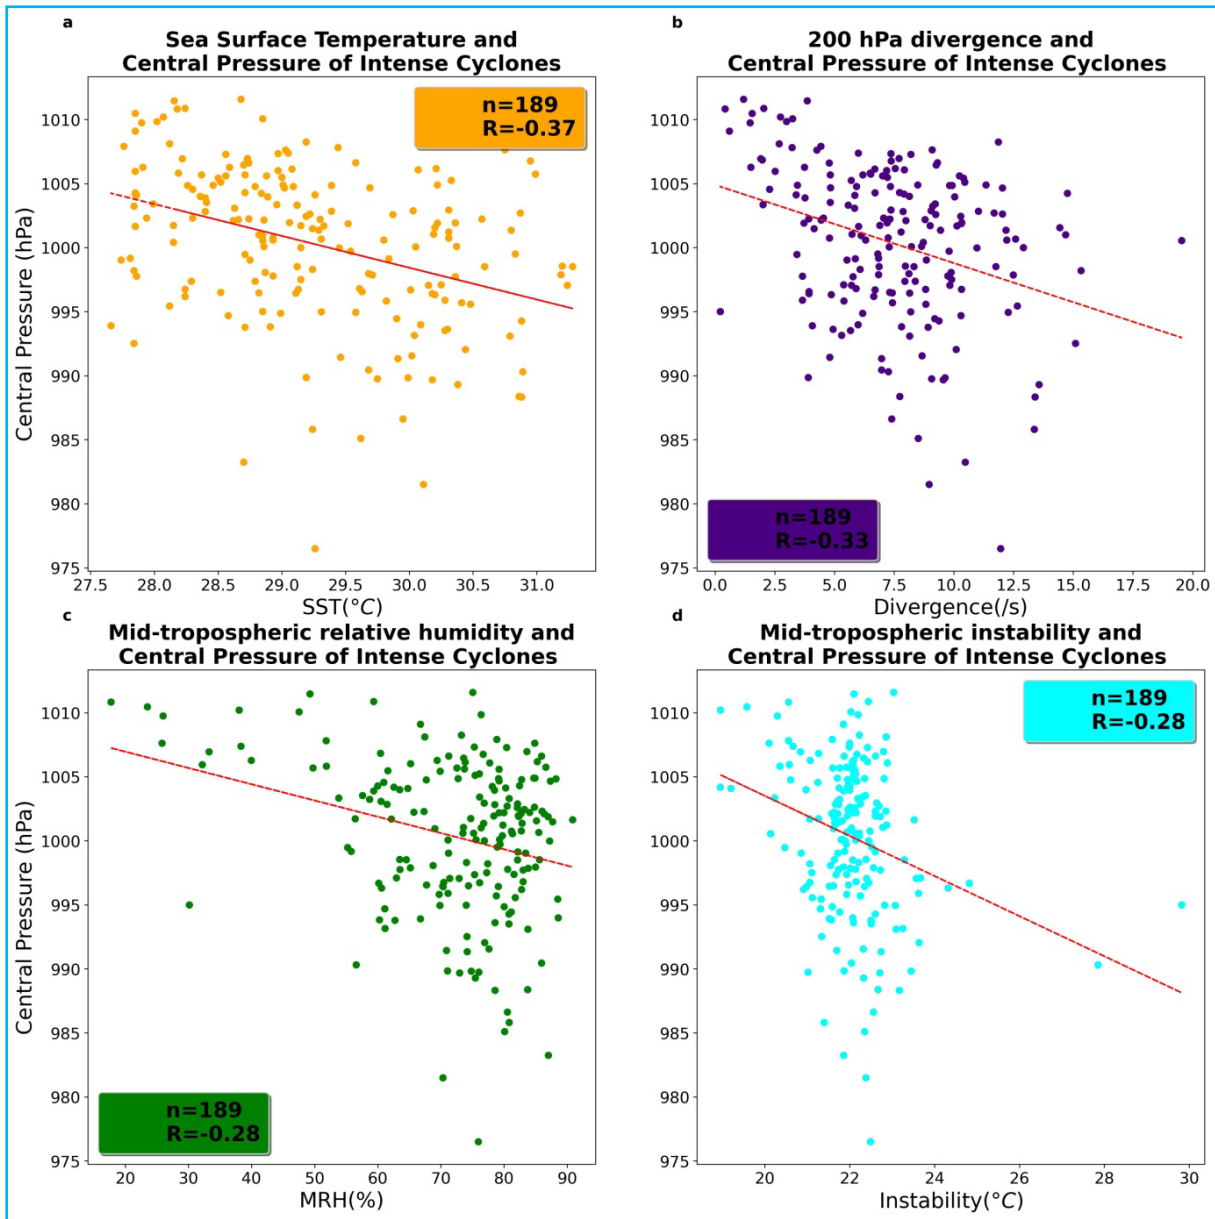 a
Sea Surface Temperature and
Central Pressure of Intense Cyclones
n=189
R=-0.37
1010
1005
1000
995
990
985
980
975
Central Pressure (hPa)
27.5 28.0 28.5 29.0 29.5 30.0 30.5 31.0
SST(°C)
b
200 hPa divergence and
Central Pressure of Intense Cyclones
1010
1005
1000
995
990
985
980
975
n=189
R=-0.33
0.0 2.5 5.0 7.5 10.0 12.5 15.0 17.5 20.0
Divergence(/s)
c
Mid-tropospheric relative humidity and
Central Pressure of Intense Cyclones
1010
1005
1000
995
990
985
980
975
Central Pressure (hPa)
n=189
R=-0.28
20 30 40 50 60 70 80 90
MRH(%)
d
Mid-tropospheric instability and
Central Pressure of Intense Cyclones
n=189
R=-0.28
1010
1005
1000
995
990
985
980
975
20 22 24 26 28 30
Instability(°C)